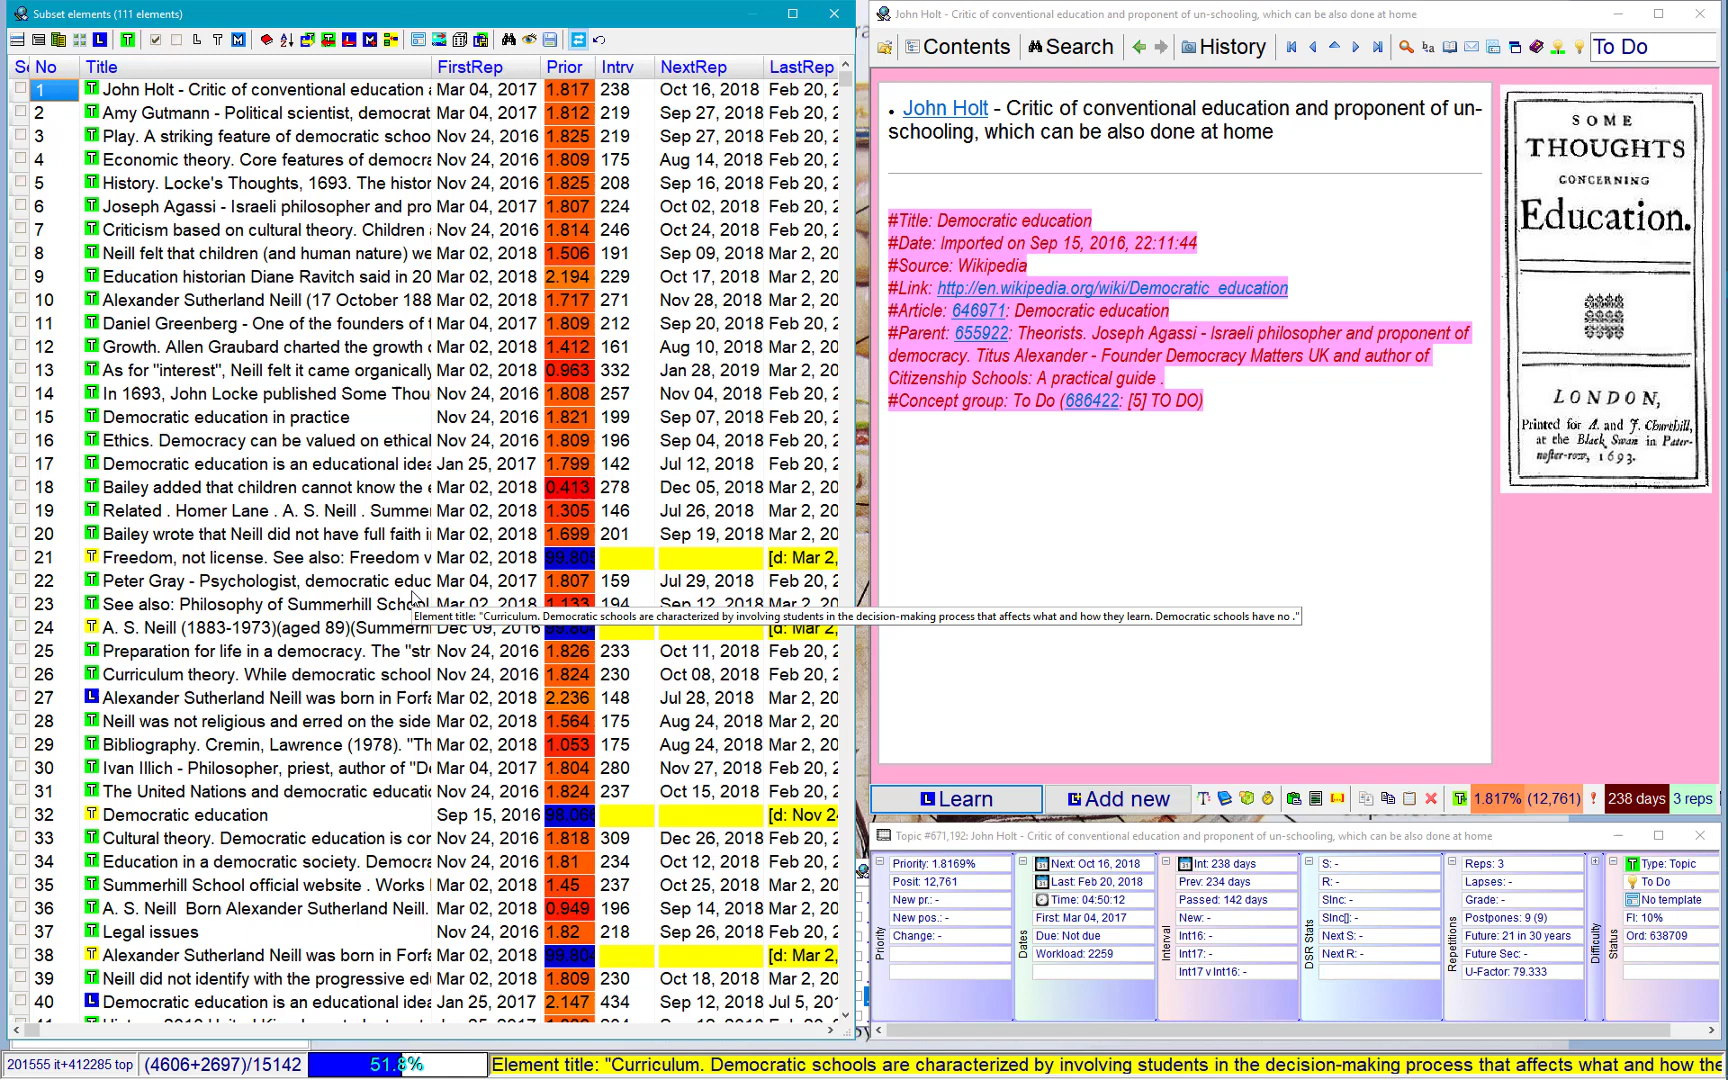 Subset elements (111 elements)
No Title FirstRep Prior Intrv NextRep LastRep
1 John Holt - Critic of conventional education Mar 04, 2017 1.817 238 Oct 16, 2018 Feb 20,
2 Amy Gutmann - Political scientist, democrat Mar 04, 2017 1.812 219 Sep 27, 2018 Feb 20,
3 Play. A striking feature of democratic schoo Nov 24, 2016 1.825 219 Sep 27, 2018 Feb 20,
4 Economic theory. Core features of democra Nov 24, 2016 1.809 175 Aug 14, 2018 Feb 20,
5 History. Locke's Thoughts, 1693. The histor Nov 24, 2016 1.825 208 Sep 16, 2018 Feb 20,
6 Joseph Agassi - Israeli philosopher and pro Nov 24, 2016 1.807 224 Oct 02, 2018 Feb 20,
7 Criticism based on cultural theory. Children Nov 24, 2016 1.814 246 Oct 24, 2018 Feb 20,
8 Neill felt that children (and human nature) we Mar 02, 2018 1.506 191 Sep 09, 2018 Mar 2, 20
9 Education historian Diane Ravitch said in 20 Mar 02, 2018 2.194 229 Oct 17, 2018 Mar 2, 20
10 Alexander Sutherland Neill (17 October 188 Mar 02, 2018 1.717 271 Nov 28, 2018 Mar 2, 20
11 Daniel Greenberg - One of the founders of t Mar 04, 2017 1.809 212 Sep 20, 2018 Feb 20,
12 Growth. Allen Graubard charted the growth Mar 02, 2018 1.412 161 Aug 10, 2018 Mar 2, 20
13 As for "interest", Neill felt it came organically Mar 02, 2018 0.963 332 Jan 28, 2019 Mar 2, 20
14 In 1693, John Locke published Some Thou Nov 24, 2016 1.808 257 Nov 04, 2018 Feb 20,
15 Democratic education in practice Nov 24, 2016 1.821 199 Sep 07, 2018 Feb 20,
16 Ethics. Democracy can be valued on ethical Nov 24, 2016 1.809 196 Sep 04, 2018 Feb 20,
17 Democratic education is an educational idea Jan 25, 2017 1.799 142 Jul 12, 2018 Feb 20,
18 Bailey added that children cannot know the Mar 02, 2018 0.413 278 Dec 05, 2018 Mar 2, 20
19 Related . Homer Lane . A. S. Neill . Summer Mar 02, 2018 1.305 146 Jul 26, 2018 Mar 2, 20
20 Bailey wrote that Neill did not have full faith i Mar 02, 2018 1.699 201 Sep 19, 2018 Mar 2, 20
21 Freedom, not license. See also: Freedom v Mar 02, 2018 [d: Mar 2,
22 Peter Gray - Psychologist, democratic educ Mar 04, 2017 1.807 159 Jul 29, 2018 Feb 20,
23 See also: Philosophy of Summerhill School Mar 02, 2018 1.133 194 Sep 12, 2018 Mar 2, 20
Element title: "Curriculum. Democratic schools are characterized by involving students in the decision-making process that affects what and how they learn. Democratic schools have no ."
24 A. S. Neill (1883-1973)(aged 89)(Summerh Dec 09, 2016 [d: Mar 2,
25 Preparation for life in a democracy. The "str Nov 24, 2016 1.826 233 Oct 11, 2018 Feb 20,
26 Curriculum theory. While democratic school Nov 24, 2016 1.824 230 Oct 08, 2018 Feb 20,
27 Alexander Sutherland Neill was born in Forfa Mar 02, 2018 2.236 148 Jul 28, 2018 Mar 2, 20
28 Neill was not religious and erred on the side Mar 02, 2018 1.564 175 Aug 24, 2018 Mar 2, 20
29 Bibliography. Cremin, Lawrence (1978). "Th Mar 02, 2018 1.053 175 Aug 24, 2018 Mar 2, 20
30 Ivan Illich - Philosopher, priest, author of "De Mar 04, 2017 1.804 280 Nov 27, 2018 Feb 20,
31 The United Nations and democratic educati Nov 24, 2016 1.824 237 Oct 15, 2018 Feb 20,
32 Democratic education Sep 15, 2016 [d: Nov 2
33 Cultural theory. Democratic education is con Nov 24, 2016 1.818 309 Dec 26, 2018 Feb 20,
34 Education in a democratic society. Democra Nov 24, 2016 1.81 234 Oct 12, 2018 Feb 20,
35 Summerhill School official website . Works Mar 02, 2018 1.45 237 Oct 25, 2018 Mar 2, 20
36 A. S. Neill Born Alexander Sutherland Neill. Mar 02, 2018 0.949 196 Sep 14, 2018 Mar 2, 20
37 Legal issues Nov 24, 2016 1.82 218 Sep 26, 2018 Feb 20,
38 Alexander Sutherland Neill was born in Forfa Mar 02, 2018 [d: Mar 2,
39 Neill did not identify with the progressive ed Mar 02, 2018 1.809 230 Oct 18, 2018 Mar 2, 20
40 Democratic education is an educational idea Jan 25, 2017 2.147 434 Sep 12, 2018 Jul 5, 201
201555 it+412285 top (4606+2697)/15142 51.8% Element title: "Curriculum. Democratic schools are characterized by involving students in the decision-making process that affects what and how the
John Holt - Critic of conventional education and proponent of un-schooling, which can be also done at home
Contents Search History To Do
• John Holt - Critic of conventional education and proponent of un-
schooling, which can be also done at home
#Title: Democratic education
#Date: Imported on Sep 15, 2016, 22:11:44
#Source: Wikipedia
#Link: http://en.wikipedia.org/wiki/Democratic_education
#Article: 646971: Democratic education
#Parent: 655922: Theorists. Joseph Agassi - Israeli philosopher and proponent of
democracy. Titus Alexander - Founder Democracy Matters UK and author of
Citizenship Schools: A practical guide .
#Concept group: To Do (686422: [5] TO DO)
SOME
THOUGHTS
CONCERNING
Education.
LONDON,
Printed for A. and J. Churchill,
at the Black Swan in Pater-
noster-row, 1693.
Learn Add new 1.817% (12,761) 238 days 3 reps
Topic #671,192: John Holt - Critic of conventional education and proponent of un-schooling, which can be also done at home
Priority
Priority: 1.8169%
Posit: 12,761
New pr.: -
New pos.: -
Change: -
Dates
Next: Oct 16, 2018
Last: Feb 20, 2018
Time: 04:50:12
First: Mar 04, 2017
Due: Not due
Workload: 2259
Interval
Int: 238 days
Prev: 234 days
Passed: 142 days
New: -
Int16: -
Int17: -
Int17 v Int16: -
DSR Stats
S: -
R: -
SInc: -
SInc[]: -
Next S: -
Next R: -
Repetitions
Reps: 3
Lapses: -
Grade: -
Postpones: 9 (9)
Future: 21 in 30 years
Future Sec: -
U-Factor: 79.333
Difficulty
Status
Type: Topic
To Do
No template
FI: 10%
Ord: 638709